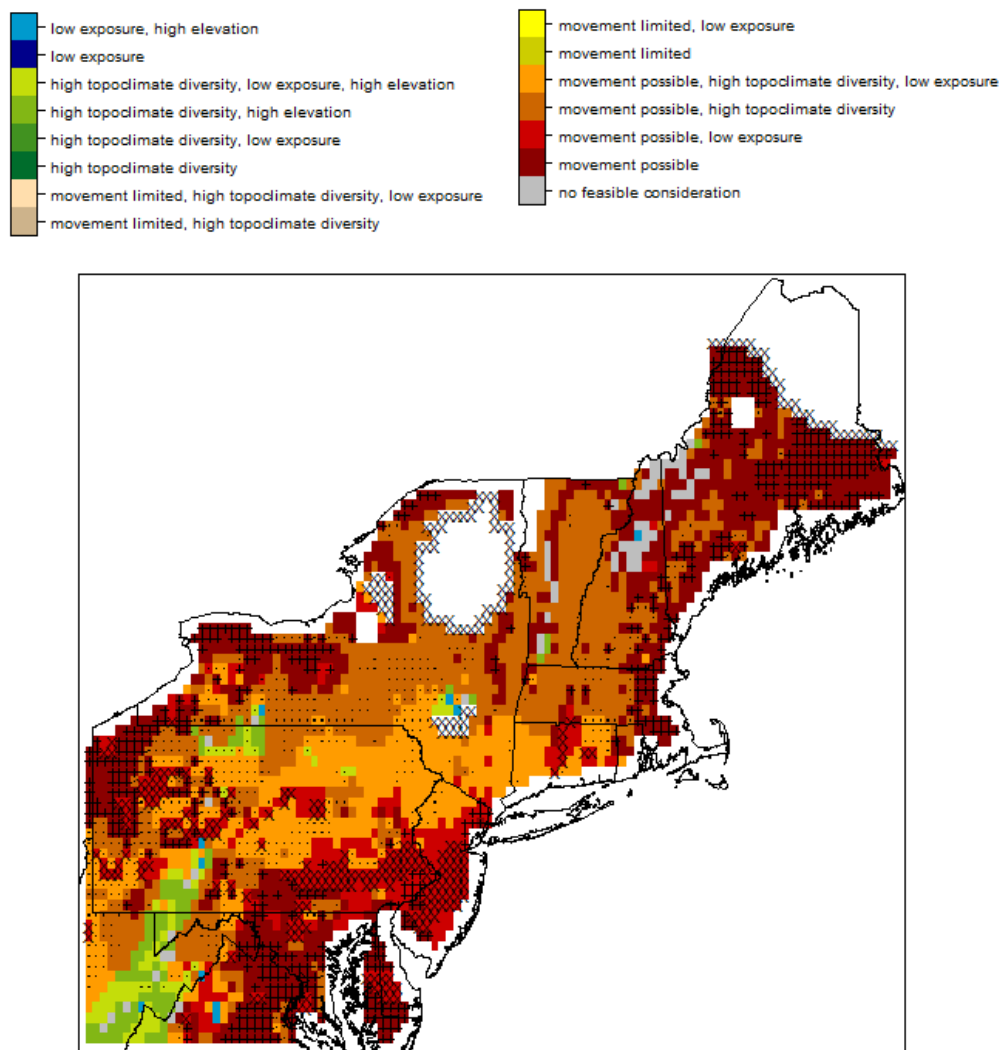 low exposure, high elevation
low exposure
high topoclimate diversity, low exposure, high elevation
high topoclimate diversity, high elevation
high topoclimate diversity, low exposure
high topoclimate diversity
movement limited, high topoclimate diversity, low exposure
movement limited, high topoclimate diversity
movement limited, low exposure
movement limited
movement possible, high topoclimate diversity, low exposure
movement possible, high topoclimate diversity
movement possible, low exposure
movement possible
no feasible consideration